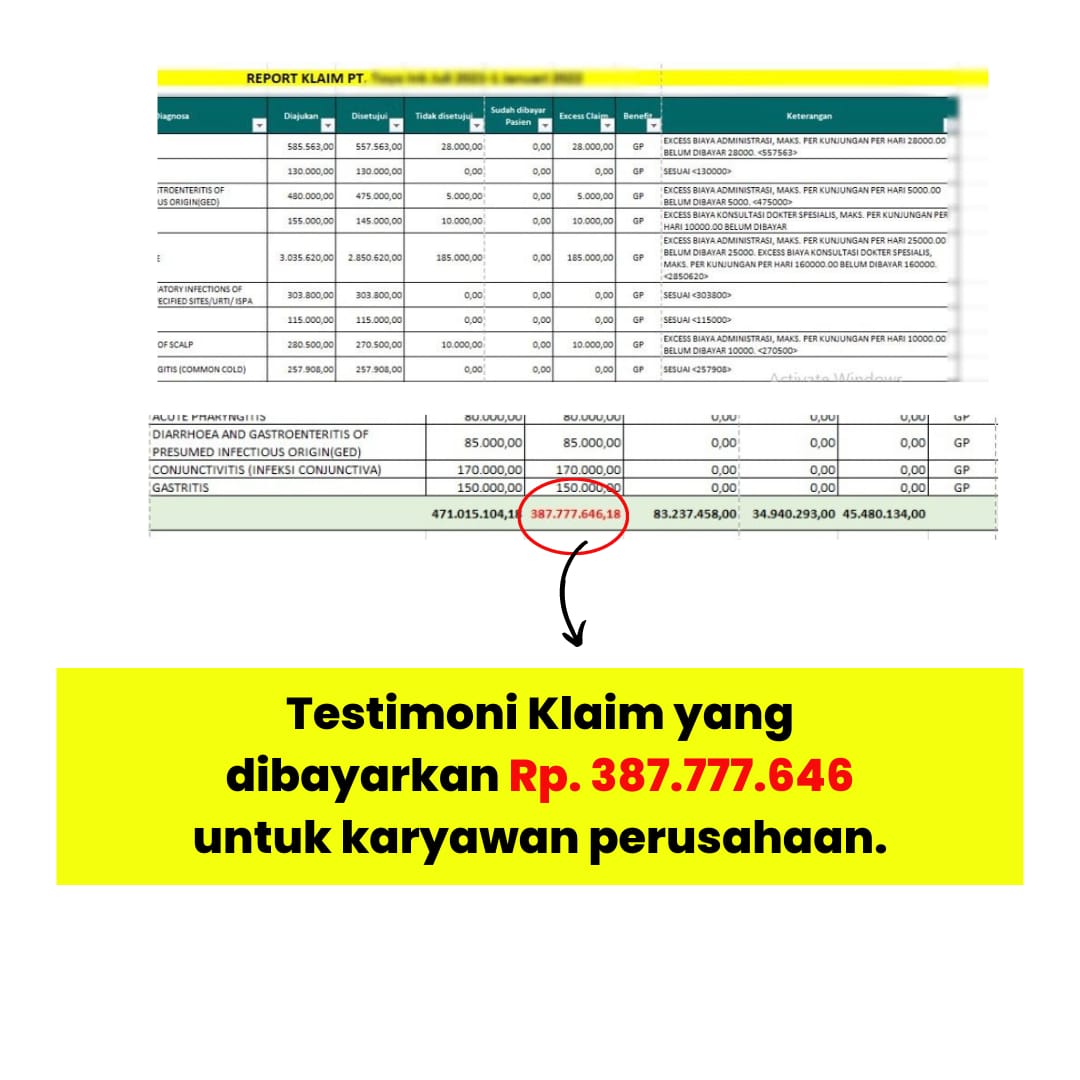 REPORT KLAIM PT.
iagnosa Diajukan Disetujui Tidak disetujui Sudah dibayar Pasien Excess Claim Benefit Keterangan
585.563,00 557.563,00 28.000,00 0,00 28.000,00 GP EXCESS BIAYA ADMINISTRASI, MAKS. PER KUNJUNGAN PER HARI 28000.00
BELUM DIBAYAR 28000. <557563>
130.000,00 130.000,00 0,00 0,00 0,00 GP SESUAI <130000>
TROENTERITIS OF
US ORIGIN(GED) 480.000,00 475.000,00 5.000,00 0,00 5.000,00 GP EXCESS BIAYA ADMINISTRASI, MAKS. PER KUNJUNGAN PER HARI 5000.00
BELUM DIBAYAR 5000. <475000>
155.000,00 145.000,00 10.000,00 0,00 10.000,00 GP EXCESS BIAYA KONSULTASI DOKTER SPESIALIS, MAKS. PER KUNJUNGAN PER
HARI 10000.00 BELUM DIBAYAR
E 3.035.620,00 2.850.620,00 185.000,00 0,00 185.000,00 GP EXCESS BIAYA ADMINISTRASI, MAKS. PER KUNJUNGAN PER HARI 25000.00
BELUM DIBAYAR 25000. EXCESS BIAYA KONSULTASI DOKTER SPESIALIS,
MAKS. PER KUNJUNGAN PER HARI 160000.00 BELUM DIBAYAR 160000.
<2850620>
ATORY INFECTIONS OF
ECIFIED SITES/URTI/ ISPA 303.800,00 303.800,00 0,00 0,00 0,00 GP SESUAI <303800>
115.000,00 115.000,00 0,00 0,00 0,00 GP SESUAI <115000>
OF SCALP 280.500,00 270.500,00 10.000,00 0,00 10.000,00 GP EXCESS BIAYA ADMINISTRASI, MAKS. PER KUNJUNGAN PER HARI 10000.00
BELUM DIBAYAR 10000. <270500>
GITIS (COMMON COLD) 257.908,00 257.908,00 0,00 0,00 0,00 GP SESUAI <257908>
Activate Windows
ACUTE PHARYNGITIS 80.000,00 80.000,00 0,00 0,00 0,00 GP
DIARRHOEA AND GASTROENTERITIS OF
PRESUMED INFECTIOUS ORIGIN(GED) 85.000,00 85.000,00 0,00 0,00 0,00 GP
CONJUNCTIVITIS (INFEKSI CONJUNCTIVA) 170.000,00 170.000,00 0,00 0,00 0,00 GP
GASTRITIS 150.000,00 150.000,00 0,00 0,00 0,00 GP
471.015.104,18 387.777.646,18 83.237.458,00 34.940.293,00 45.480.134,00
Testimoni Klaim yang
dibayarkan Rp. 387.777.646
untuk karyawan perusahaan.